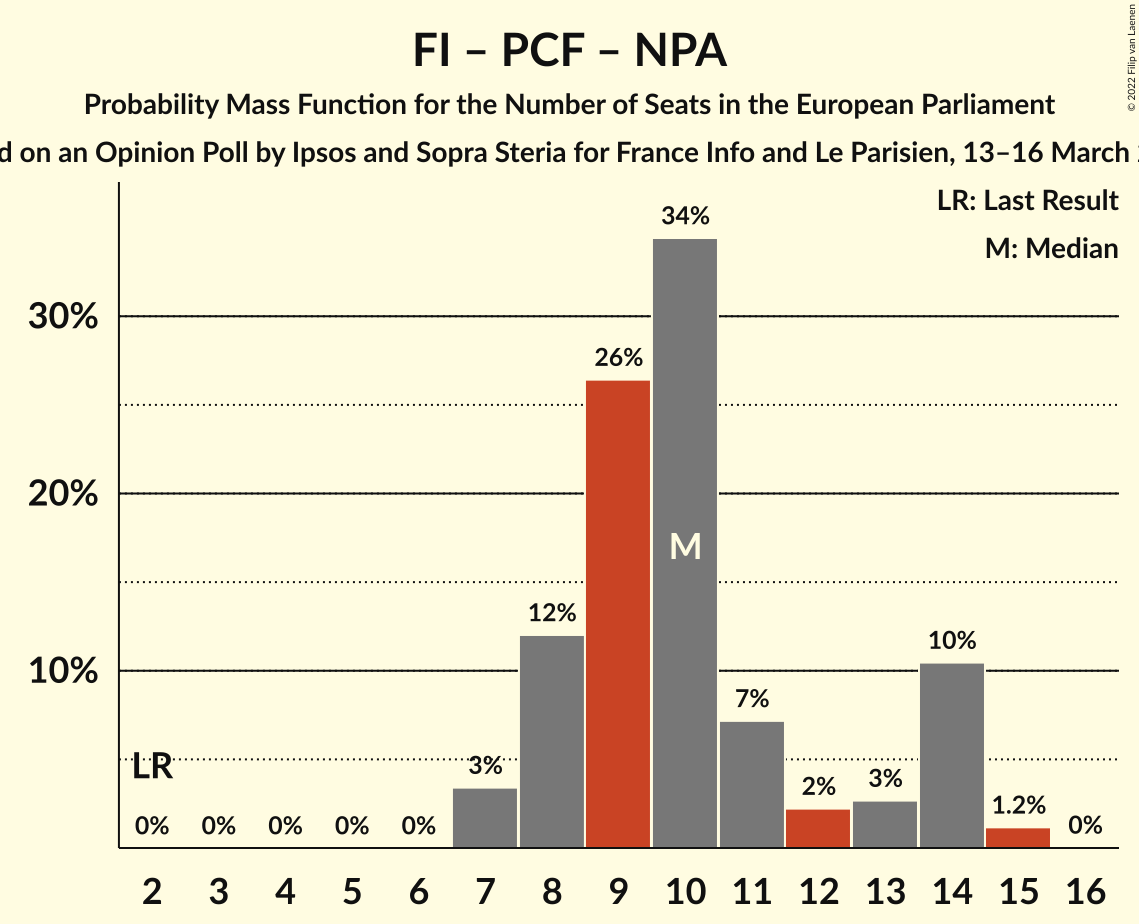 FI – PCF – NPA
Probability Mass Function for the Number of Seats in the European Parliament
on an Opinion Poll by Ipsos and Sopra Steria for France Info and Le Parisien, 13–16 March
© 2022 Filip van Laenen
LR: Last Result
M: Median
34%
30%
26%
20%
M
12%
10%
10%
7%
LR
3%
3%
2%
1.2%
0% 0% 0% 0% 0% 0%
2 3 4 5 6 7 8 9 10 11 12 13 14 15 16